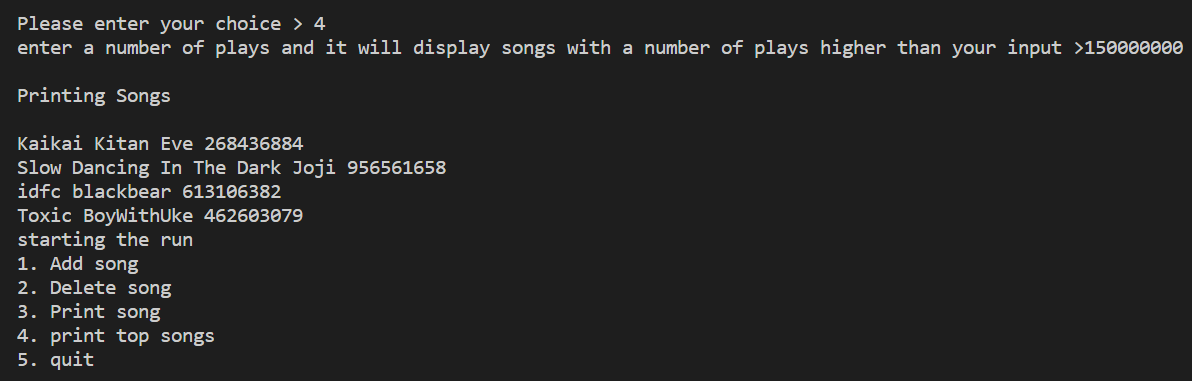 Please enter your choice > 4
enter a number of plays and it will display songs with a number of plays higher than your input >150000000
Printing Songs
Kaikai Kitan Eve 268436884
Slow Dancing In The Dark Joji 956561658
idfc blackbear 613106382
Toxic BoyWithUke 462603079
starting the run
1. Add song
2. Delete song
3. Print song
4. print top songs
5. quit